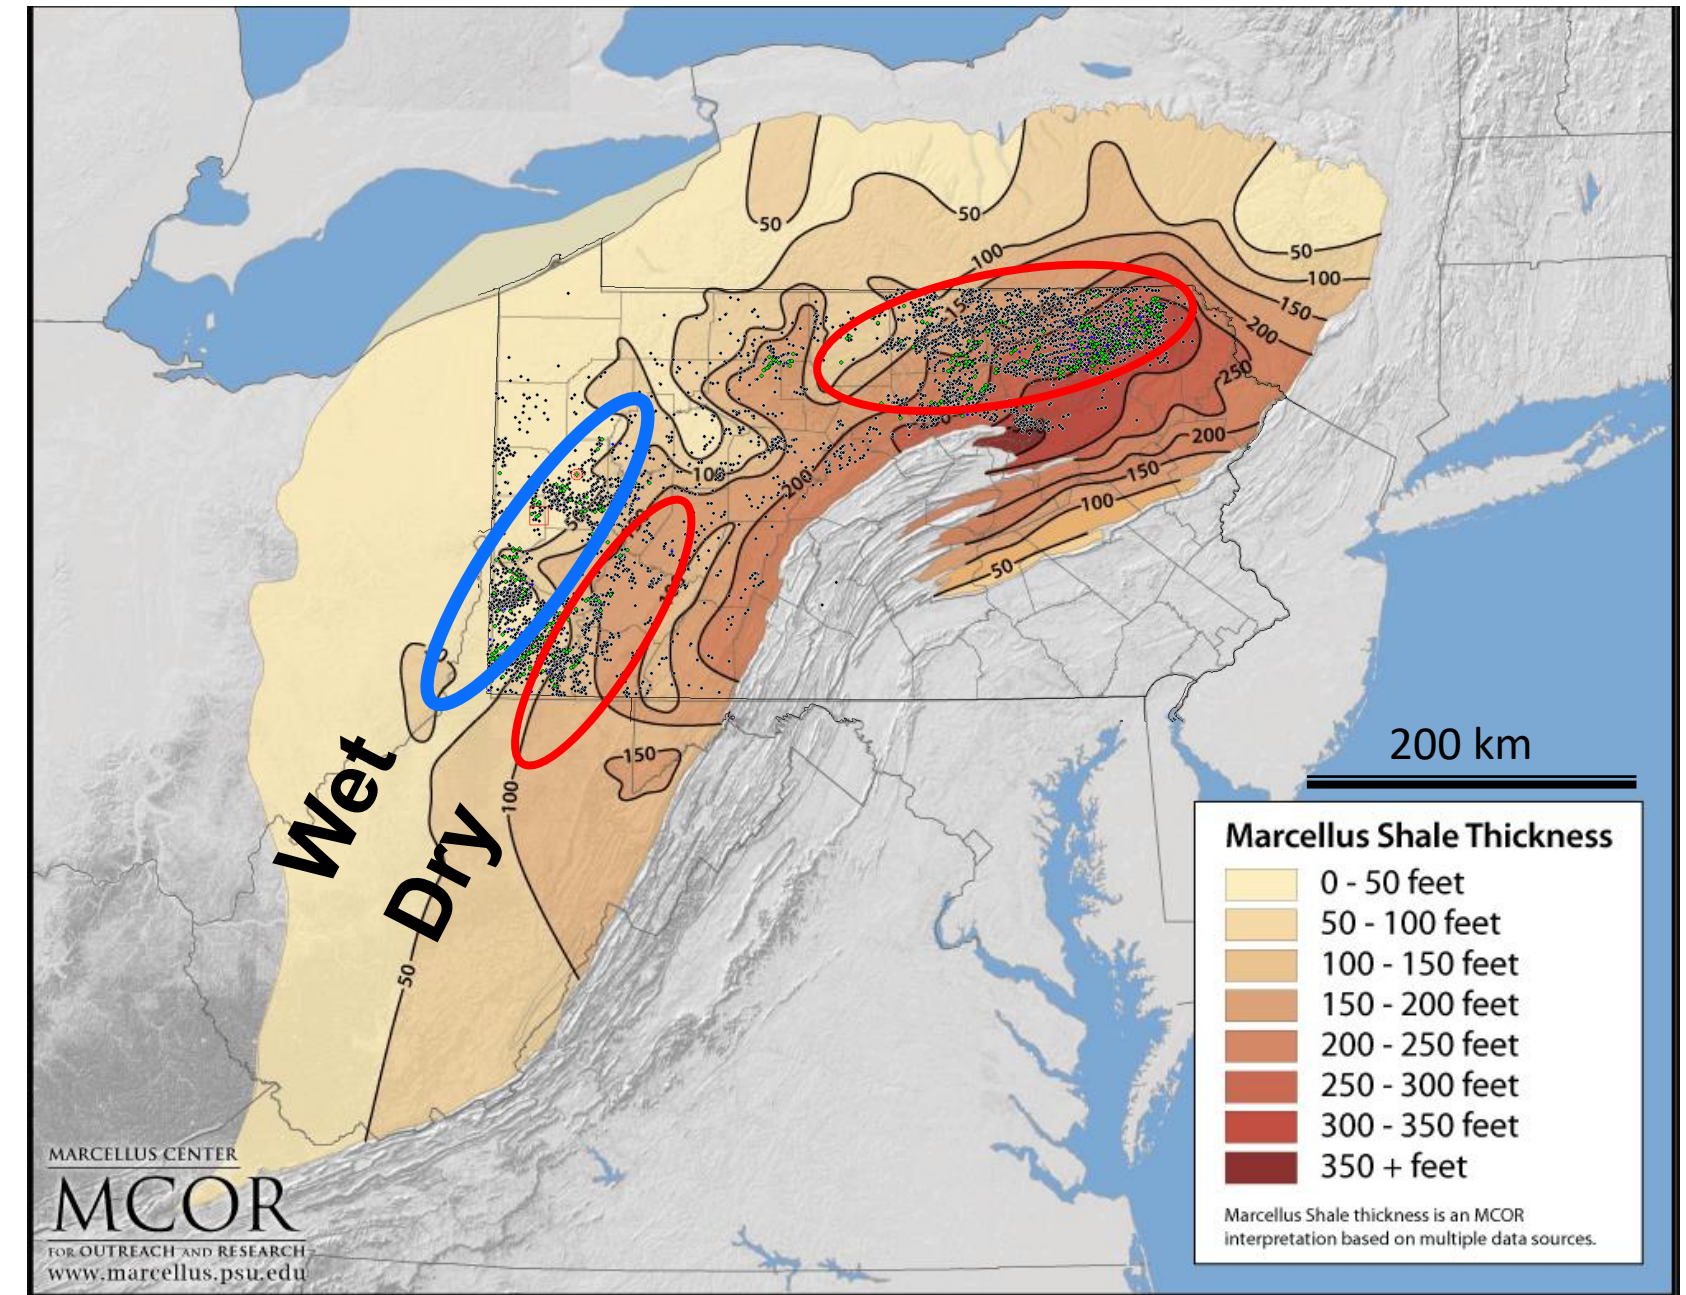 50
50
50
100
100
150
200
250
-15
100
200
200
150
100
50
150
100
50
Wet
Dry
200 km
Marcellus Shale Thickness
0 - 50 feet
50 - 100 feet
100 - 150 feet
150 - 200 feet
200 - 250 feet
250 - 300 feet
300 - 350 feet
350 + feet
Marcellus Shale thickness is an MCOR
interpretation based on multiple data sources.
MARCELLUS CENTER
MCOR
FOR OUTREACH AND RESEARCH
www.marcellus.psu.edu